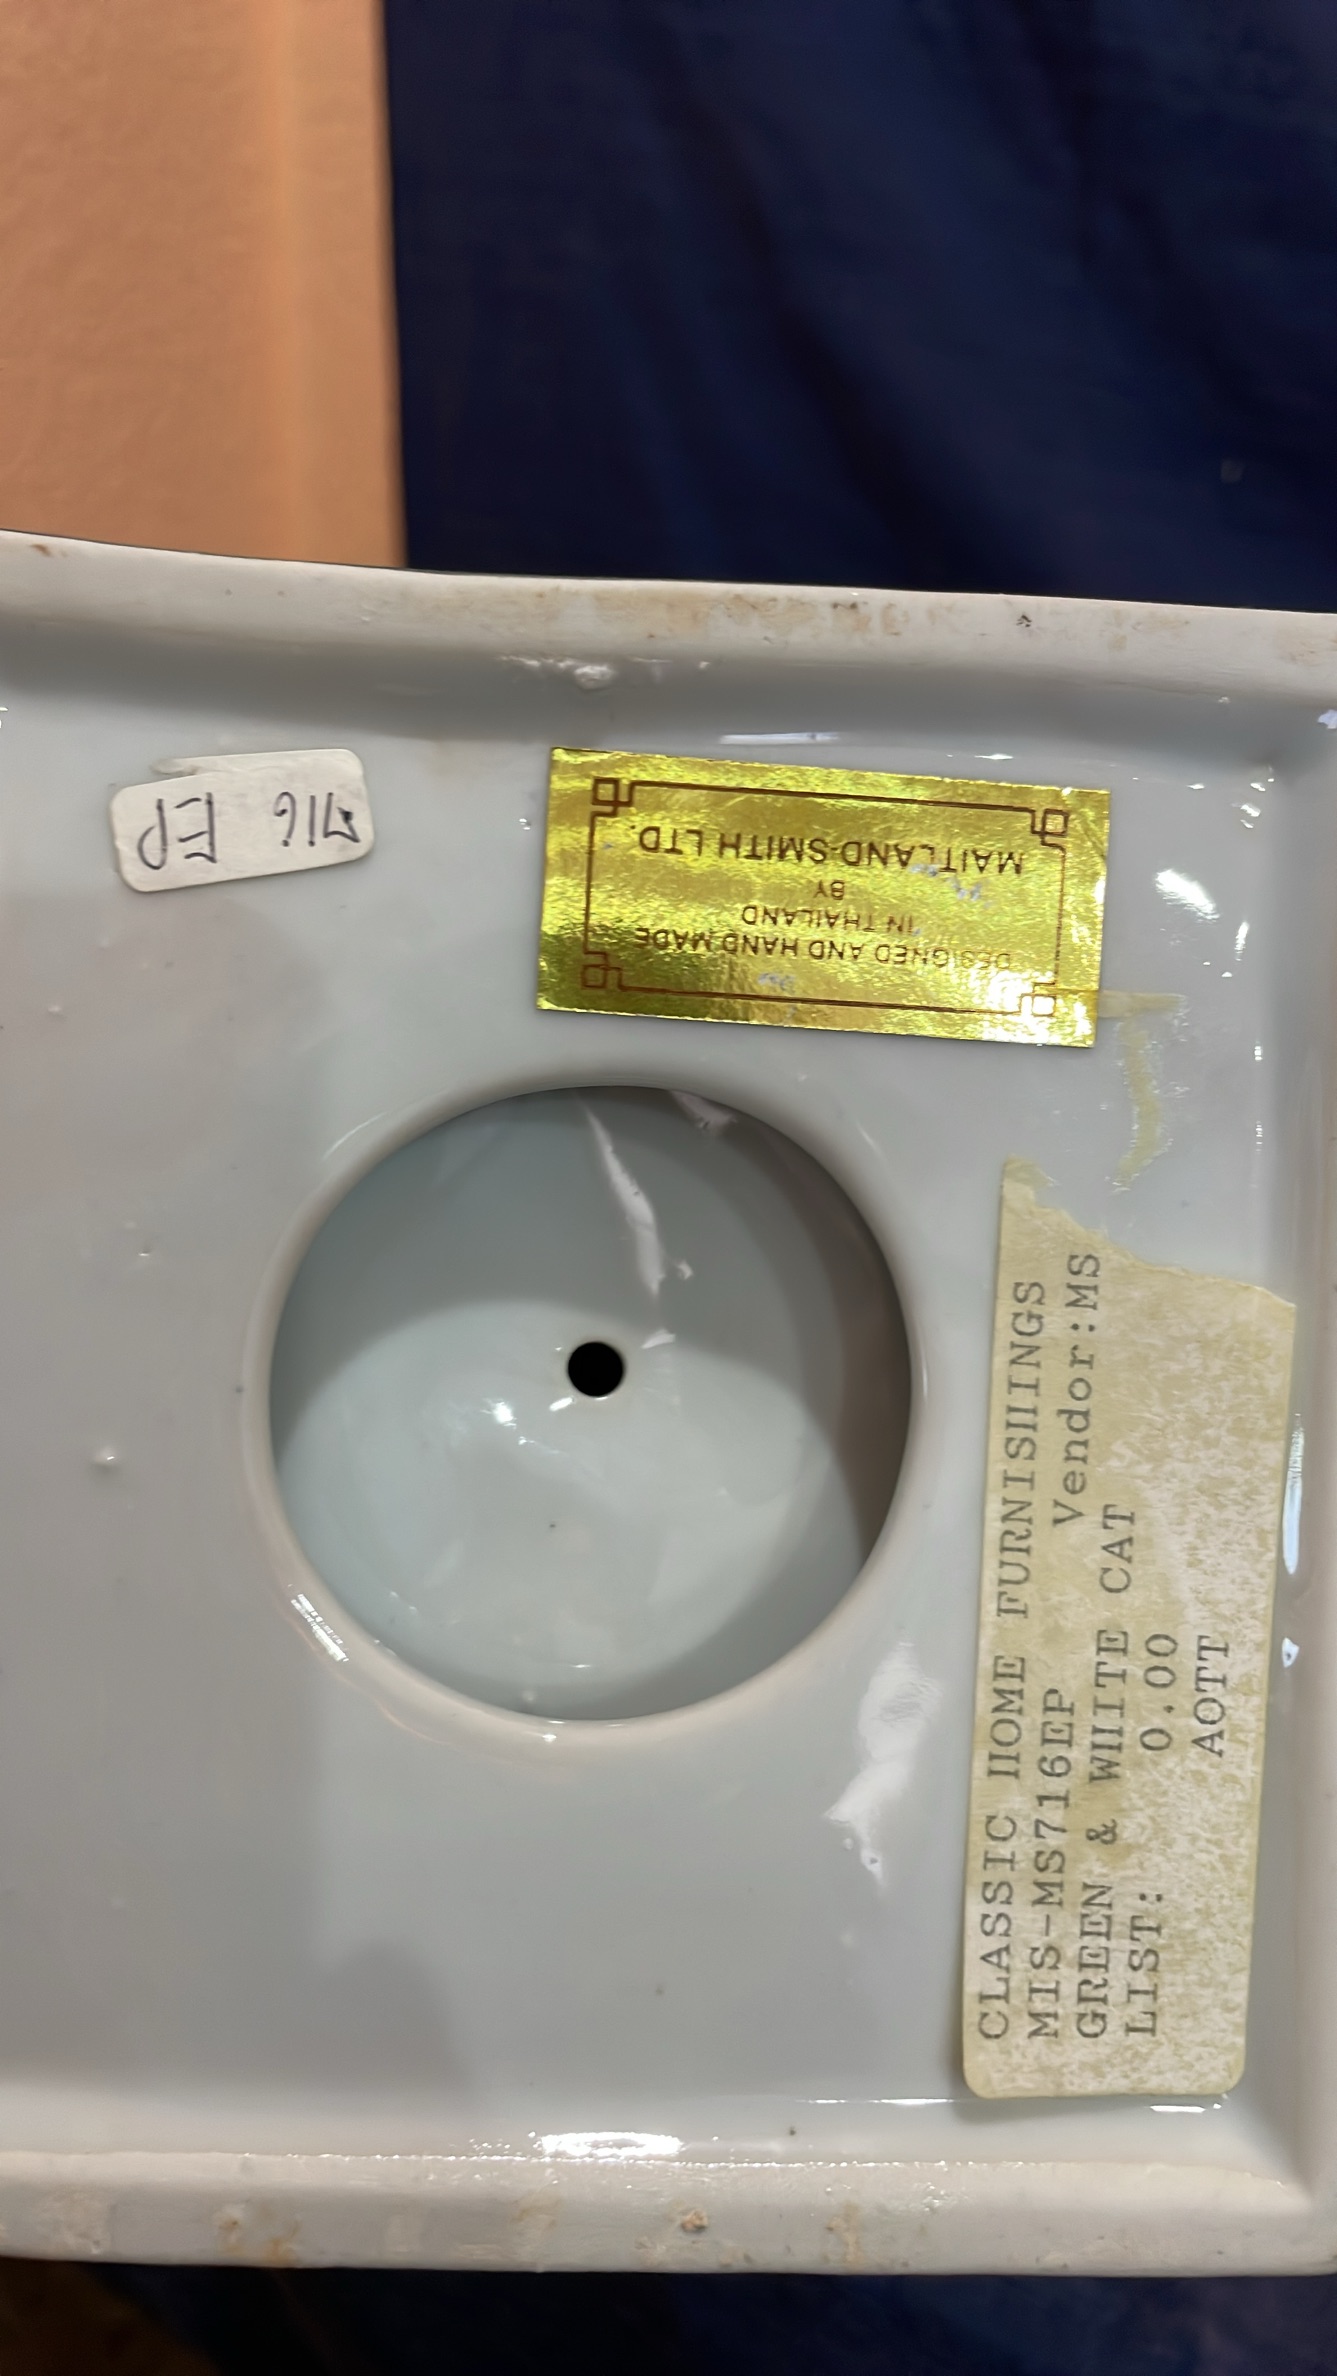 716 EP
DESIGNED AND HAND MADE
IN THAILAND
BY
MAITLAND-SMITH LTD.
CLASSIC HOME FURNISHINGS
MIS-MS716EP Vendor:MS
GREEN & WHITE CAT
LIST: 0.00
AOTT